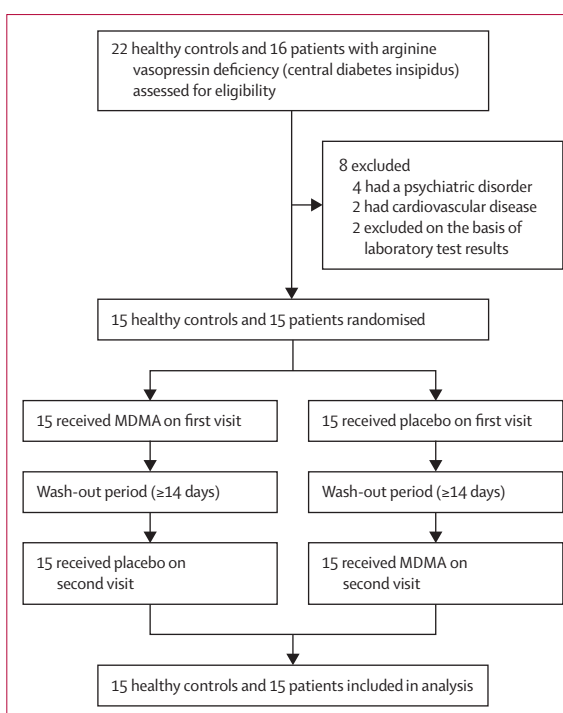 22 healthy controls and 16 patients with arginine
vasopressin deficiency (central diabetes insipidus)
assessed for eligibility
8 excluded
4 had a psychiatric disorder
2 had cardiovascular disease
2 excluded on the basis of
laboratory test results
15 healthy controls and 15 patients randomised
15 received MDMA on first visit
15 received placebo on first visit
Wash-out period (≥14 days)
Wash-out period (≥14 days)
15 received placebo on
second visit
15 received MDMA on
second visit
15 healthy controls and 15 patients included in analysis